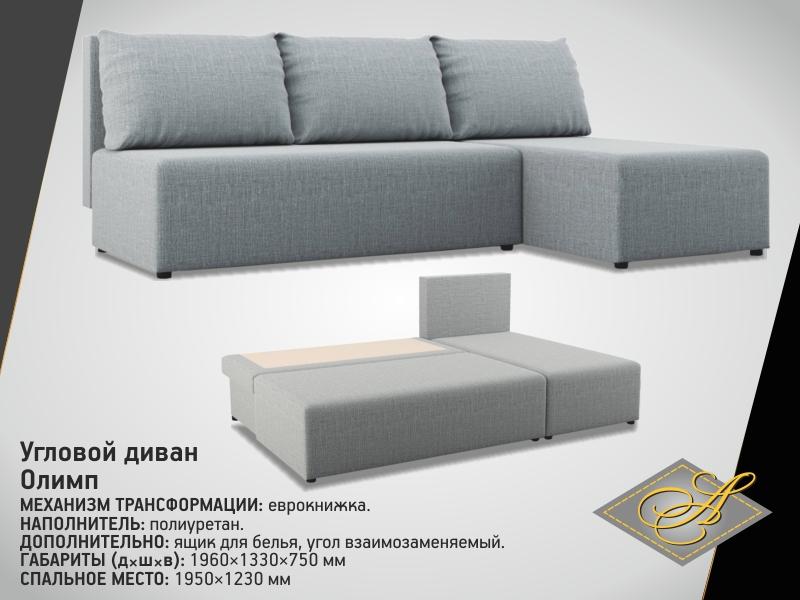 Угловой диван
Олимп
МЕХАНИЗМ ТРАНСФОРМАЦИИ: еврокнижка.
НАПОЛНИТЕЛЬ: полиуретан.
ДОПОЛНИТЕЛЬНО: ящик для белья, угол взаимозаменяемый.
ГАБАРИТЫ (д×ш×в): 1960×1330×750 мм
СПАЛЬНОЕ МЕСТО: 1950×1230 мм
А